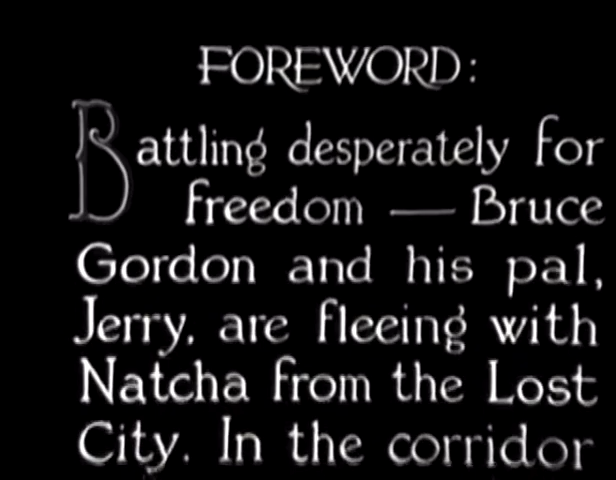 FOREWORD:
Battling desperately for
freedom — Bruce
Gordon and his pal,
Jerry, are fleeing with
Natcha from the Lost
City. In the corridor